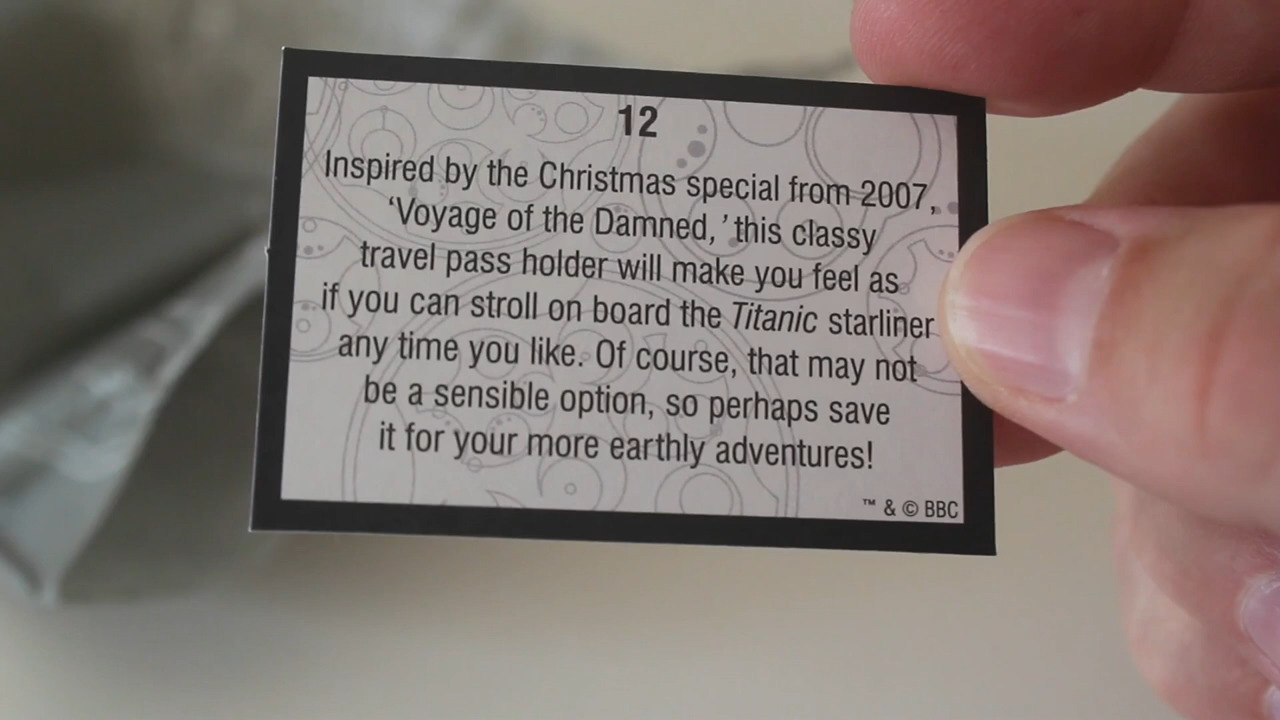 12
Inspired by the Christmas special from 2007,
‘Voyage of the Damned,’ this classy
travel pass holder will make you feel as
if you can stroll on board the Titanic starliner
any time you like. Of course, that may not
be a sensible option, so perhaps save
it for your more earthly adventures!
™ & © BBC